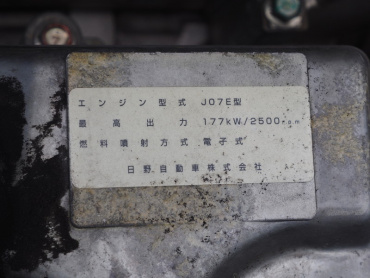 エンジン型式 J07E型
最高出力 177kW/2500r.p.m
燃料噴射方式 電子式
日野自動車株式会社